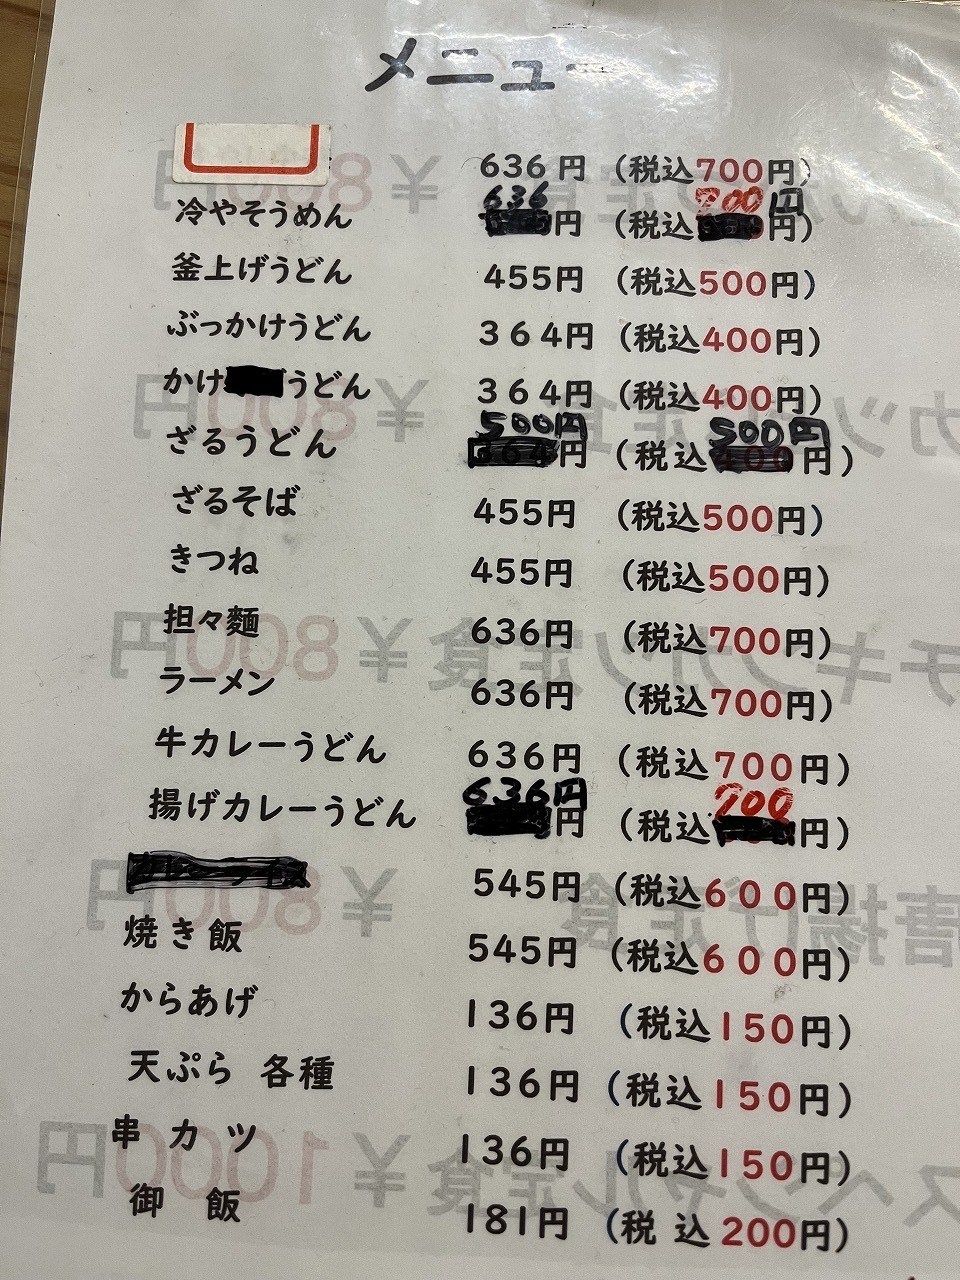 メニュー
636円 （税込700円）
636 700円
冷やそうめん 円 （税込 円）
釜上げうどん 455円 （税込500円）
ぶっかけうどん 364円 （税込400円）
かけ うどん 364円 （税込400円）
500円 500円
ざるうどん 円 （税込 円）
ざるそば 455円 （税込500円）
きつね 455円 （税込500円）
担々麺 636円 （税込700円）
ラーメン 636円 （税込700円）
牛カレーうどん 636円 （税込700円）
636円 700
揚げカレーうどん 円 （税込 円）
545円 （税込600円）
焼き飯 545円 （税込600円）
からあげ 136円 （税込150円）
天ぷら 各種 136円 （税込150円）
串カツ 136円 （税込150円）
御飯 181円 （税込200円）